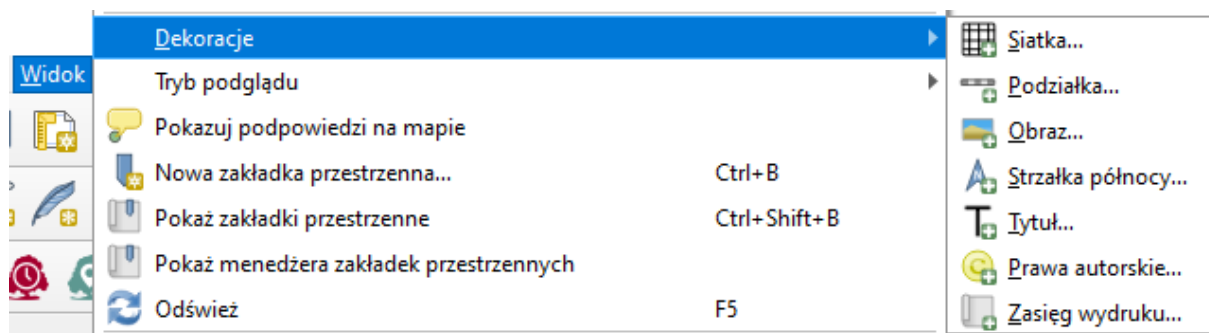 Widok
Dekoracje
Tryb podglądu
Pokazuj podpowiedzi na mapie
Nowa zakładka przestrzenna... Ctrl+B
Pokaż zakładki przestrzenne Ctrl+Shift+B
Pokaż menedżera zakładek przestrzennych
Odśwież F5
Siatka...
Podziałka...
Obraz...
Strzałka północy...
Tytuł...
Prawa autorskie...
Zasięg wydruku...